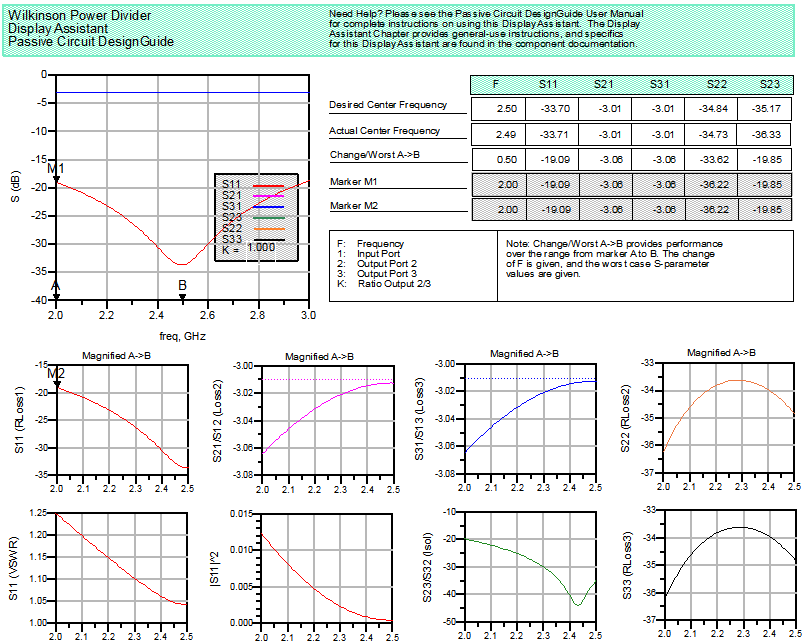 Wilkinson Power Divider
Display Assistant
Passive Circuit DesignGuide
Need Help? Please see the Passive Circuit DesignGuide User Manual
for complete instructions on using this Display Assistant. The Display
Assistant Chapter provides general-use instructions, and specifics
for this Display Assistant are found in the component documentation.
0
-5
-10
-15
-20
-25
-30
-35
-40
S (dB)
M1
A
B
S11
S21
S31
S23
S22
S33
K = 1.000
2.0 2.2 2.4 2.6 2.8 3.0
freq, GHz
F S11 S21 S31 S22 S23
Desired Center Frequency 2.50 -33.70 -3.01 -3.01 -34.84 -35.17
Actual Center Frequency 2.49 -33.71 -3.01 -3.01 -34.73 -36.33
Change/Worst A->B 0.50 -19.09 -3.06 -3.06 -33.62 -19.85
Marker M1 2.00 -19.09 -3.06 -3.06 -36.22 -19.85
Marker M2 2.00 -19.09 -3.06 -3.06 -36.22 -19.85
F: Frequency
1: Input Port
2: Output Port 2
3: Output Port 3
K: Ratio Output 2/3
Note: Change/Worst A->B provides performance
over the range from marker A to B. The change
of F is given, and the worst case S-parameter
values are given.
Magnified A->B
M2
-15
-20
-25
-30
-35
S11 (RLoss1)
2.0 2.1 2.2 2.3 2.4 2.5
Magnified A->B
-3.00
-3.02
-3.04
-3.06
-3.08
S21/S12 (Loss2)
2.0 2.1 2.2 2.3 2.4 2.5
Magnified A->B
-3.00
-3.02
-3.04
-3.06
-3.08
S31/S13 (Loss3)
2.0 2.1 2.2 2.3 2.4 2.5
Magnified A->B
-33
-34
-35
-36
-37
S22 (RLoss2)
2.0 2.1 2.2 2.3 2.4 2.5
1.25
1.20
1.15
1.10
1.05
1.00
S11 (VSWR)
2.0 2.1 2.2 2.3 2.4 2.5
0.015
0.010
0.005
0.000
|S11|^2
2.0 2.1 2.2 2.3 2.4 2.5
-10
-20
-30
-40
-50
S23/S32 (Isol)
2.0 2.1 2.2 2.3 2.4 2.5
-33
-34
-35
-36
-37
S33 (RLoss3)
2.0 2.1 2.2 2.3 2.4 2.5